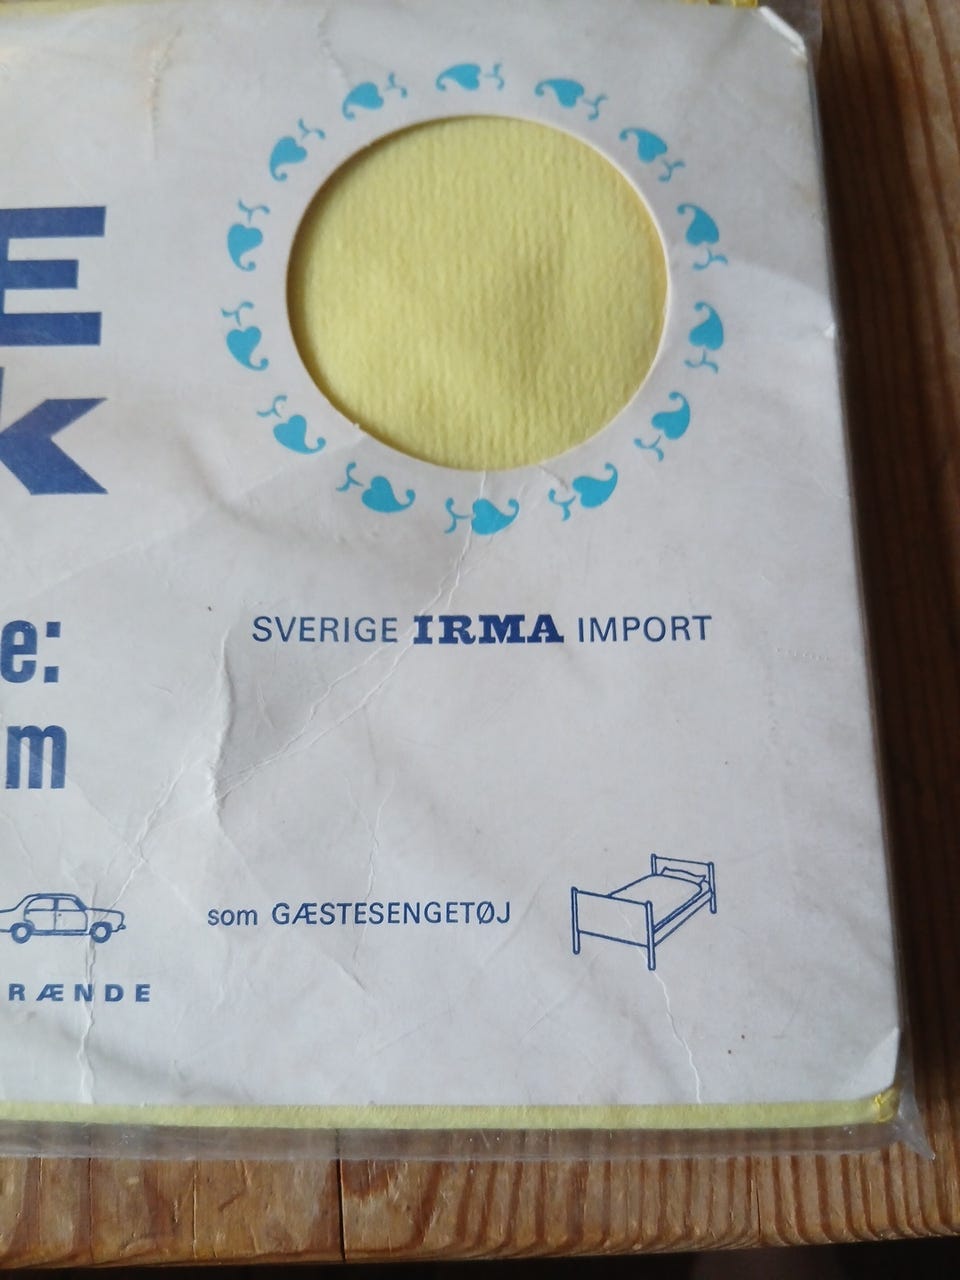 E
k
e:
m
SVERIGE IRMA IMPORT
som GÆSTESENGETØJ
RÆNDE